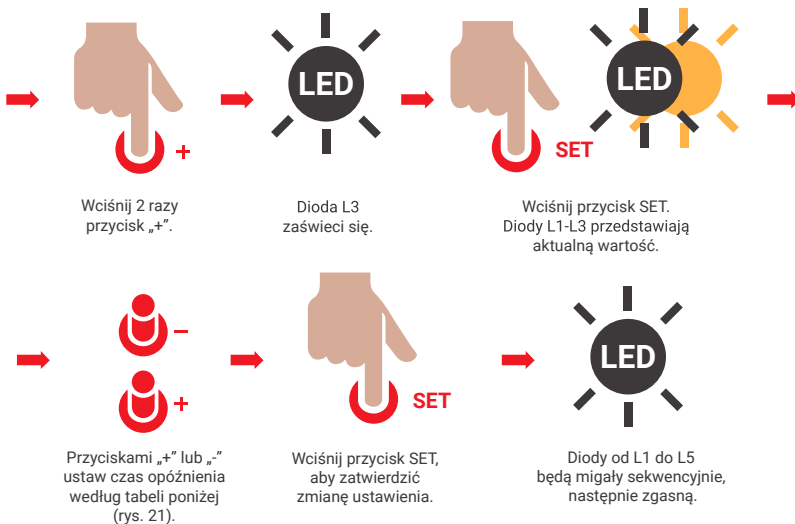 +
LED
SET
LED
Wciśnij 2 razy
przycisk „+”.
Dioda L3
zaświeci się.
Wciśnij przycisk SET.
Diody L1-L3 przedstawiają
aktualną wartość.
-
+
SET
LED
Przyciskami „+” lub „-”
ustaw czas opóźnienia
według tabeli poniżej
(rys. 21).
Wciśnij przycisk SET,
aby zatwierdzić
zmianę ustawienia.
Diody od L1 do L5
będą migały sekwencyjnie,
następnie zgasną.